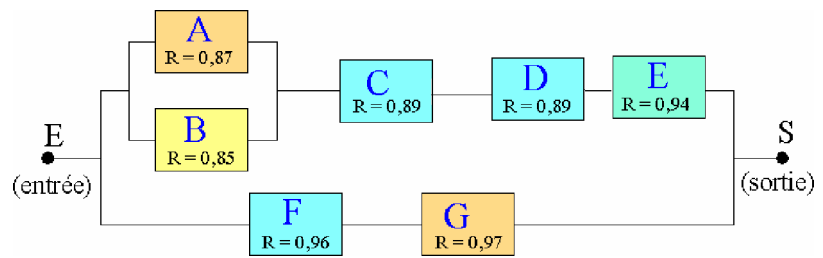 A
R = 0,87
B
R = 0,85
C
R = 0,89
D
R = 0,89
E
R = 0,94
E
(entrée)
S
(sortie)
F
R = 0,96
G
R = 0,97